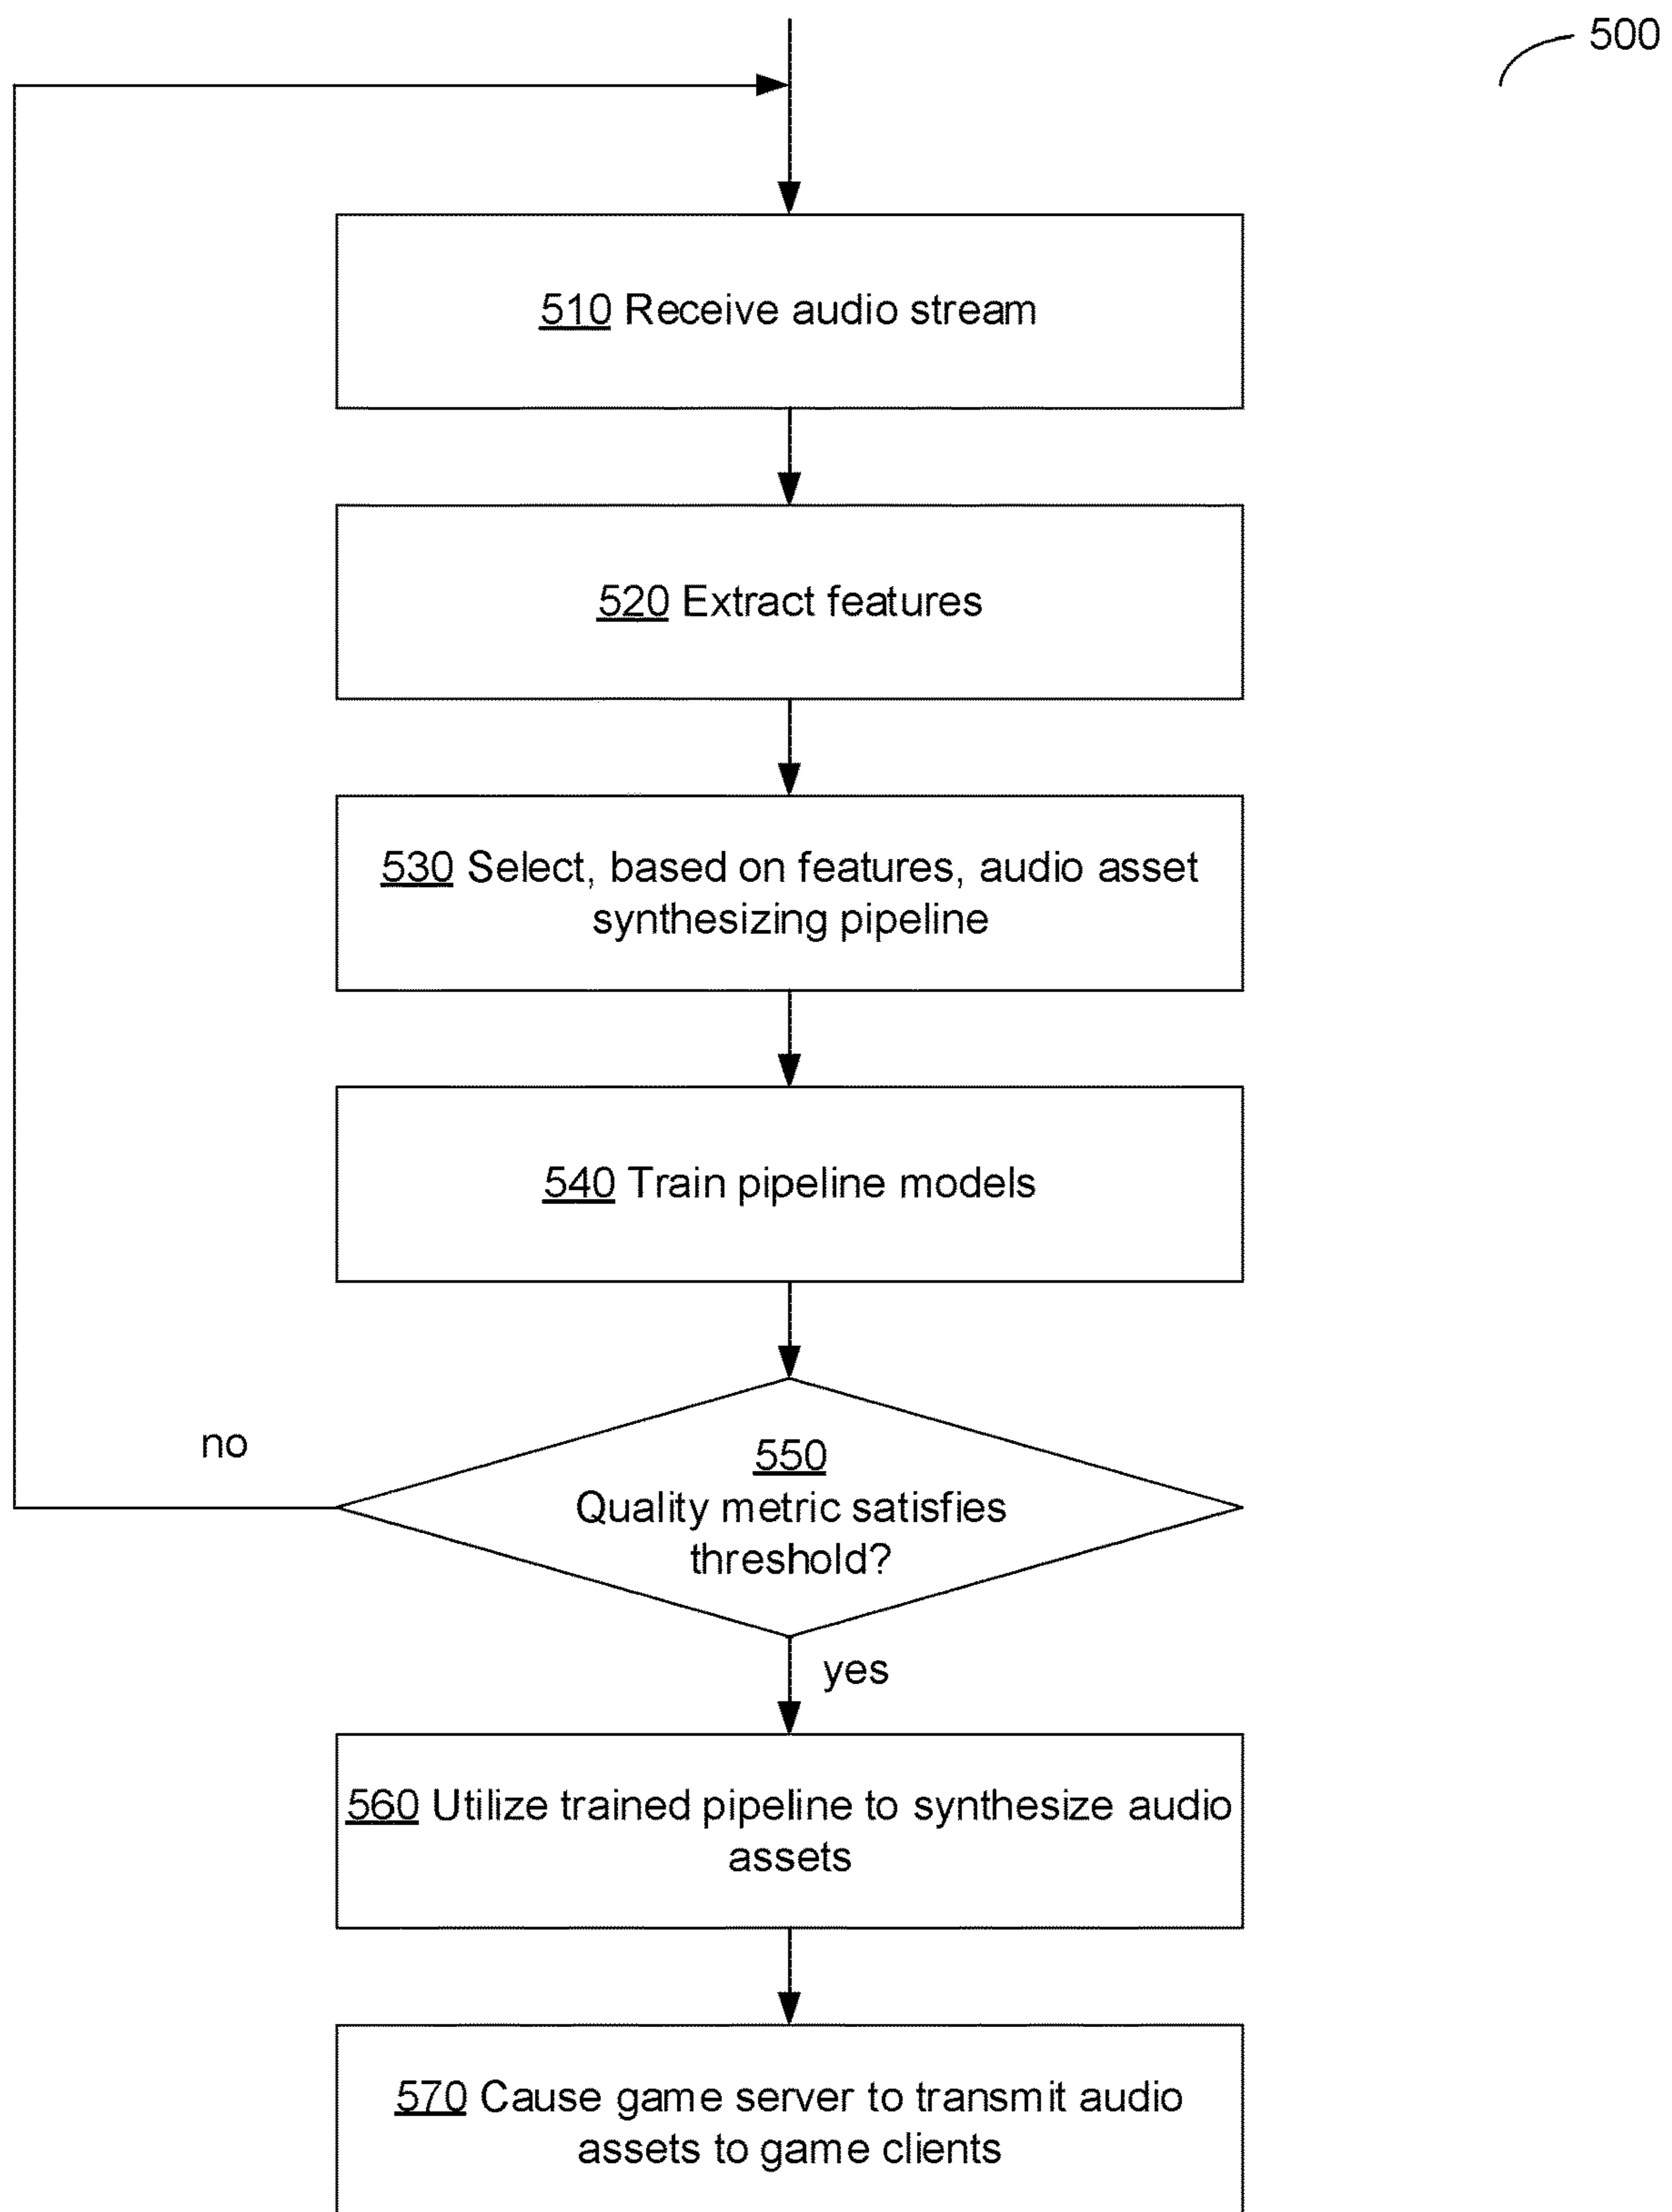 500
510 Receive audio stream
520 Extract features
530 Select, based on features, audio asset
synthesizing pipeline
540 Train pipeline models
no
550
Quality metric satisfies
threshold?
yes
560 Utilize trained pipeline to synthesize audio
assets
570 Cause game server to transmit audio
assets to game clients